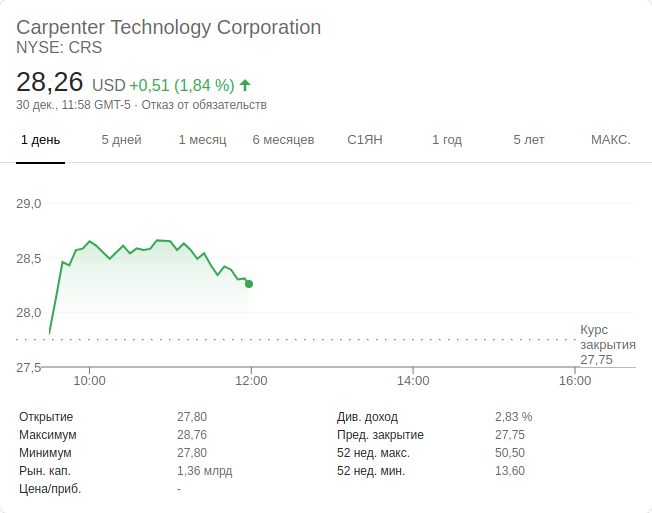 Carpenter Technology Corporation
NYSE: CRS
28,26 USD +0,51 (1,84 %)
30 дек., 11:58 GMT-5 · Отказ от обязательств
1 день 5 дней 1 месяц 6 месяцев С1ЯН 1 год 5 лет МАКС.
29,0
28,5
28,0
27,5
Курс
закрытия
27,75
10:00 12:00 14:00 16:00
Открытие 27,80 Див. доход 2,83 %
Максимум 28,76 Пред. закрытие 27,75
Минимум 27,80 52 нед. макс. 50,50
Рын. кап. 1,36 млрд 52 нед. мин. 13,60
Цена/приб. -